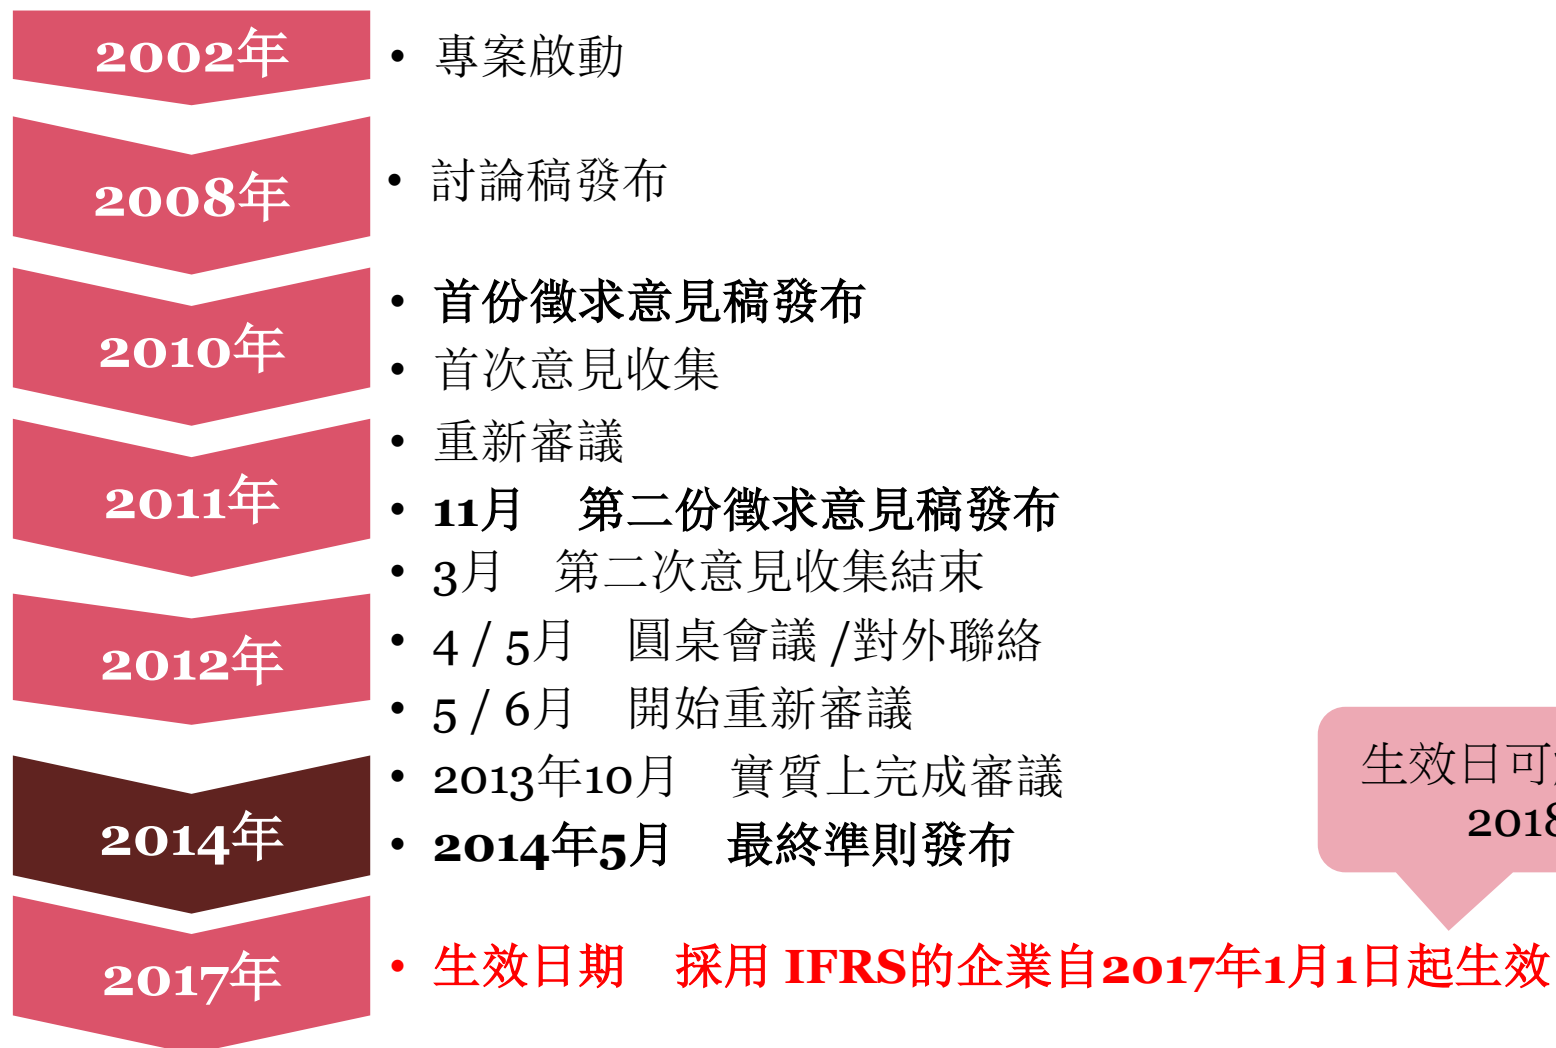 2002年
• 專案啟動
2008年
• 討論稿發布
2010年
• 首份徵求意見稿發布
• 首次意見收集
2011年
• 重新審議
• 11月　第二份徵求意見稿發布
2012年
• 3月　第二次意見收集結束
• 4 / 5月　圓桌會議 /對外聯絡
• 5 / 6月　開始重新審議
2014年
• 2013年10月　實質上完成審議
• 2014年5月　最終準則發布
生效日可
2018
2017年
• 生效日期　採用 IFRS的企業自2017年1月1日起生效